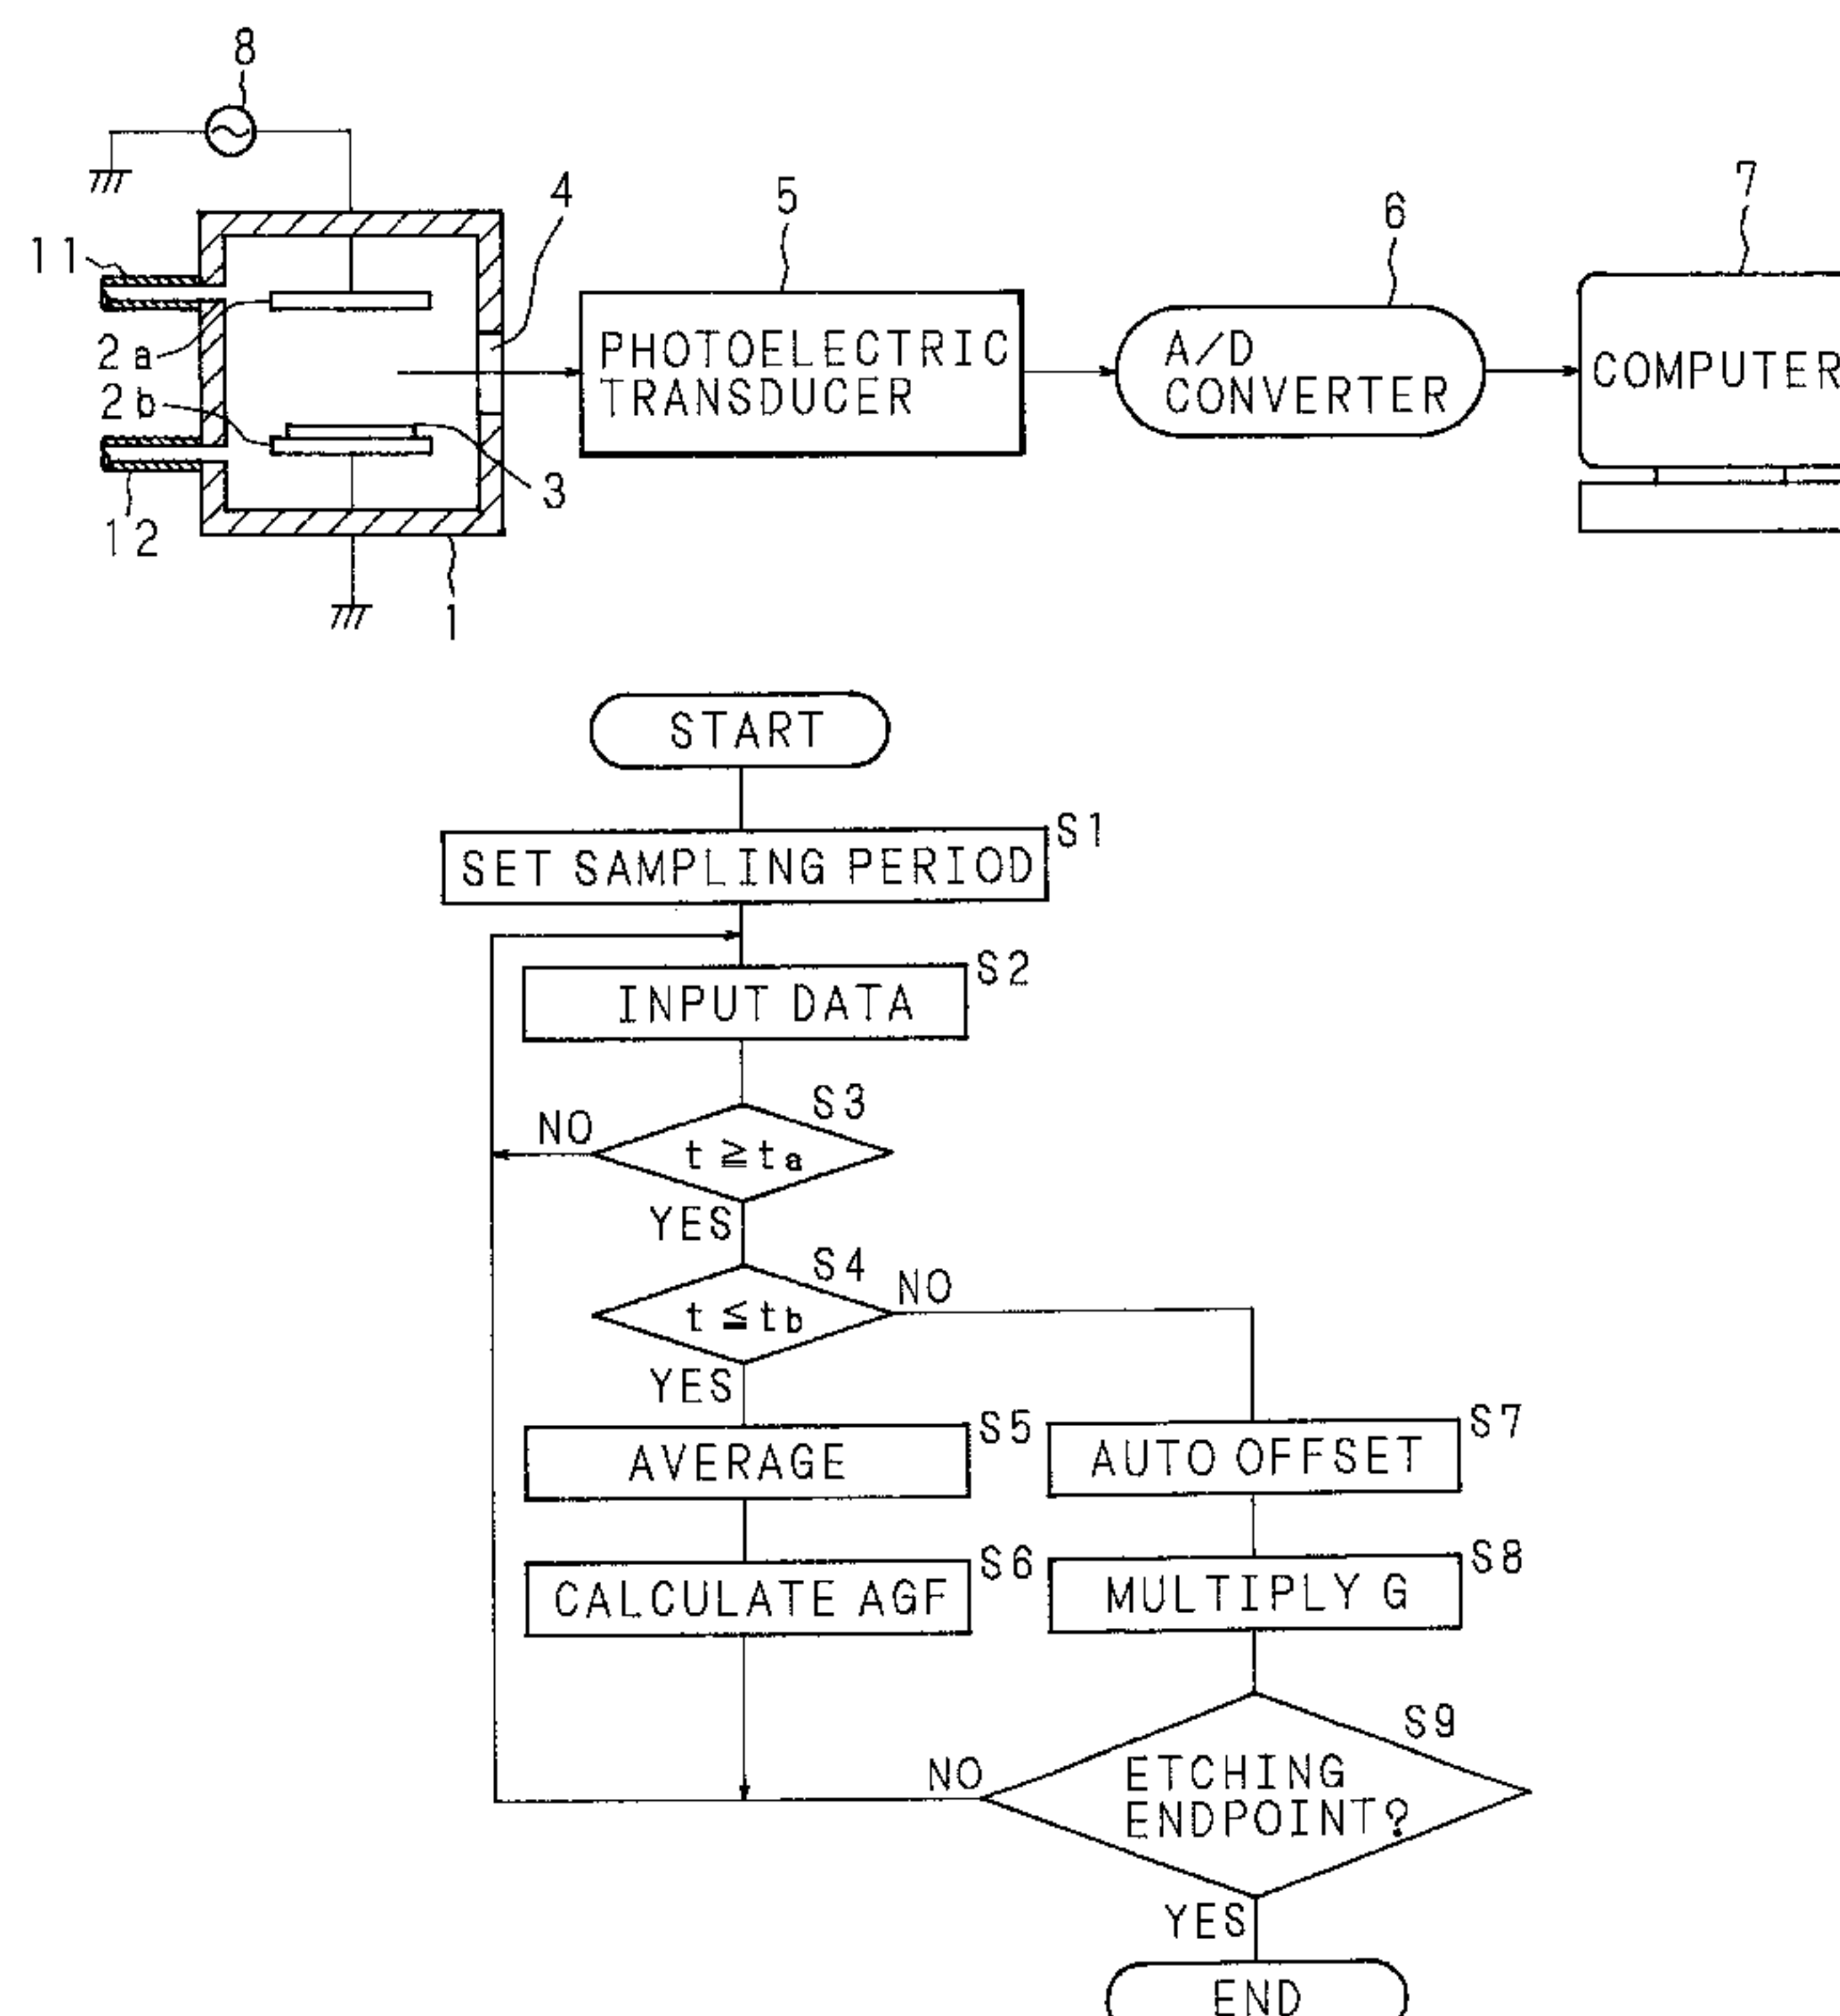 8
4
5
6
7
11
PHOTOELECTRIC
TRANSDUCER
A/D
CONVERTER
COMPUTER
2a
2b
3
12
1
START
S1
SET SAMPLING PERIOD
S2
INPUT DATA
S3
NO
t ≧ ta
YES
S4
NO
t ≦ tb
YES
S5
AVERAGE
S7
AUTO OFFSET
S6
CALCULATE AGF
S8
MULTIPLY G
S9
NO
ETCHING
ENDPOINT?
YES
END